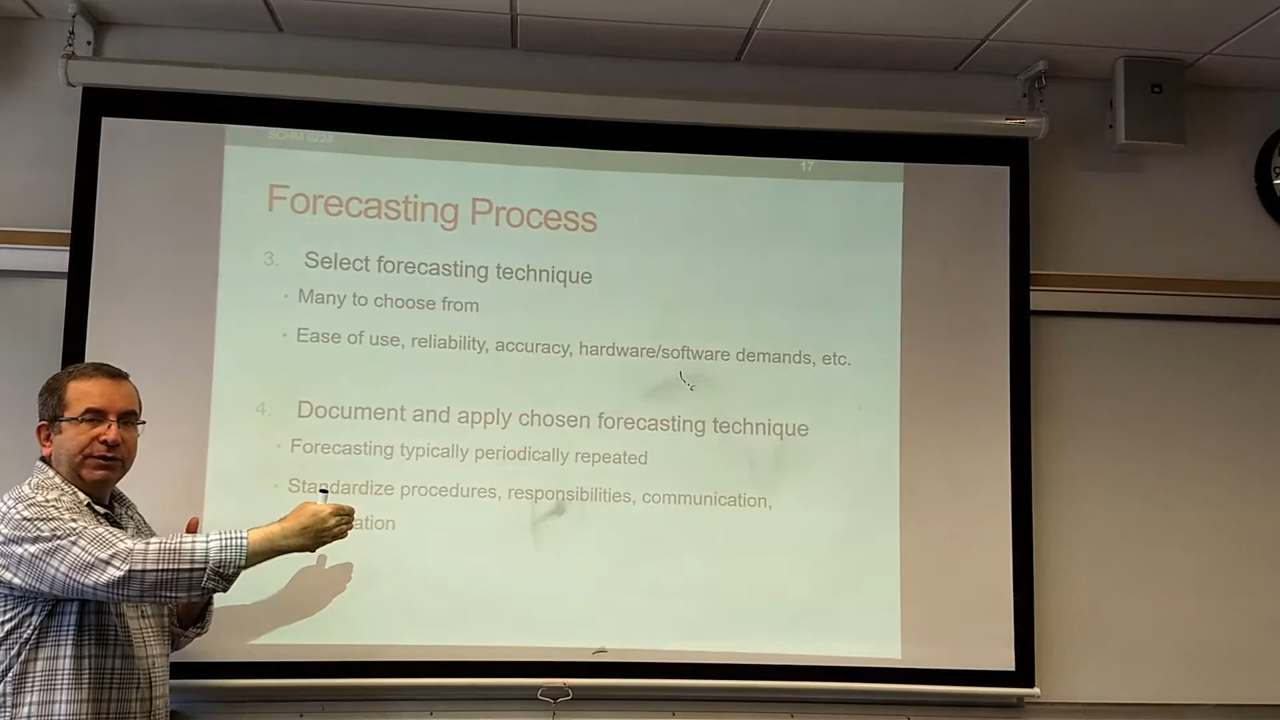 17
Forecasting Process
3. Select forecasting technique
• Many to choose from
• Ease of use, reliability, accuracy, hardware/software demands, etc.
4. Document and apply chosen forecasting technique
• Forecasting typically periodically repeated
• Standardize procedures, responsibilities, communication,
ation